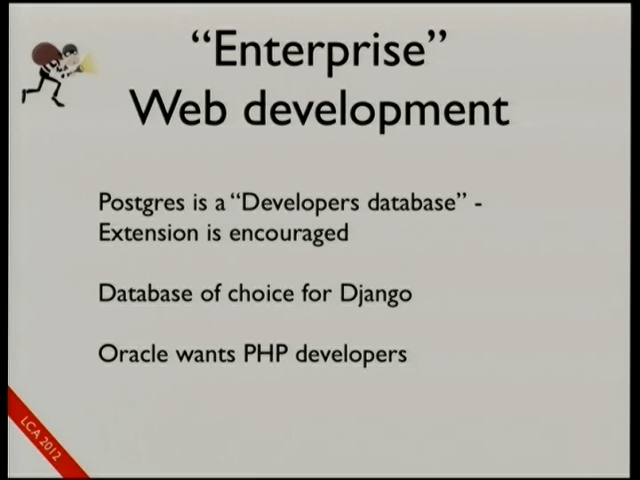 “Enterprise”
Web development
Postgres is a “Developers database” -
Extension is encouraged
Database of choice for Django
Oracle wants PHP developers
LCA 2012